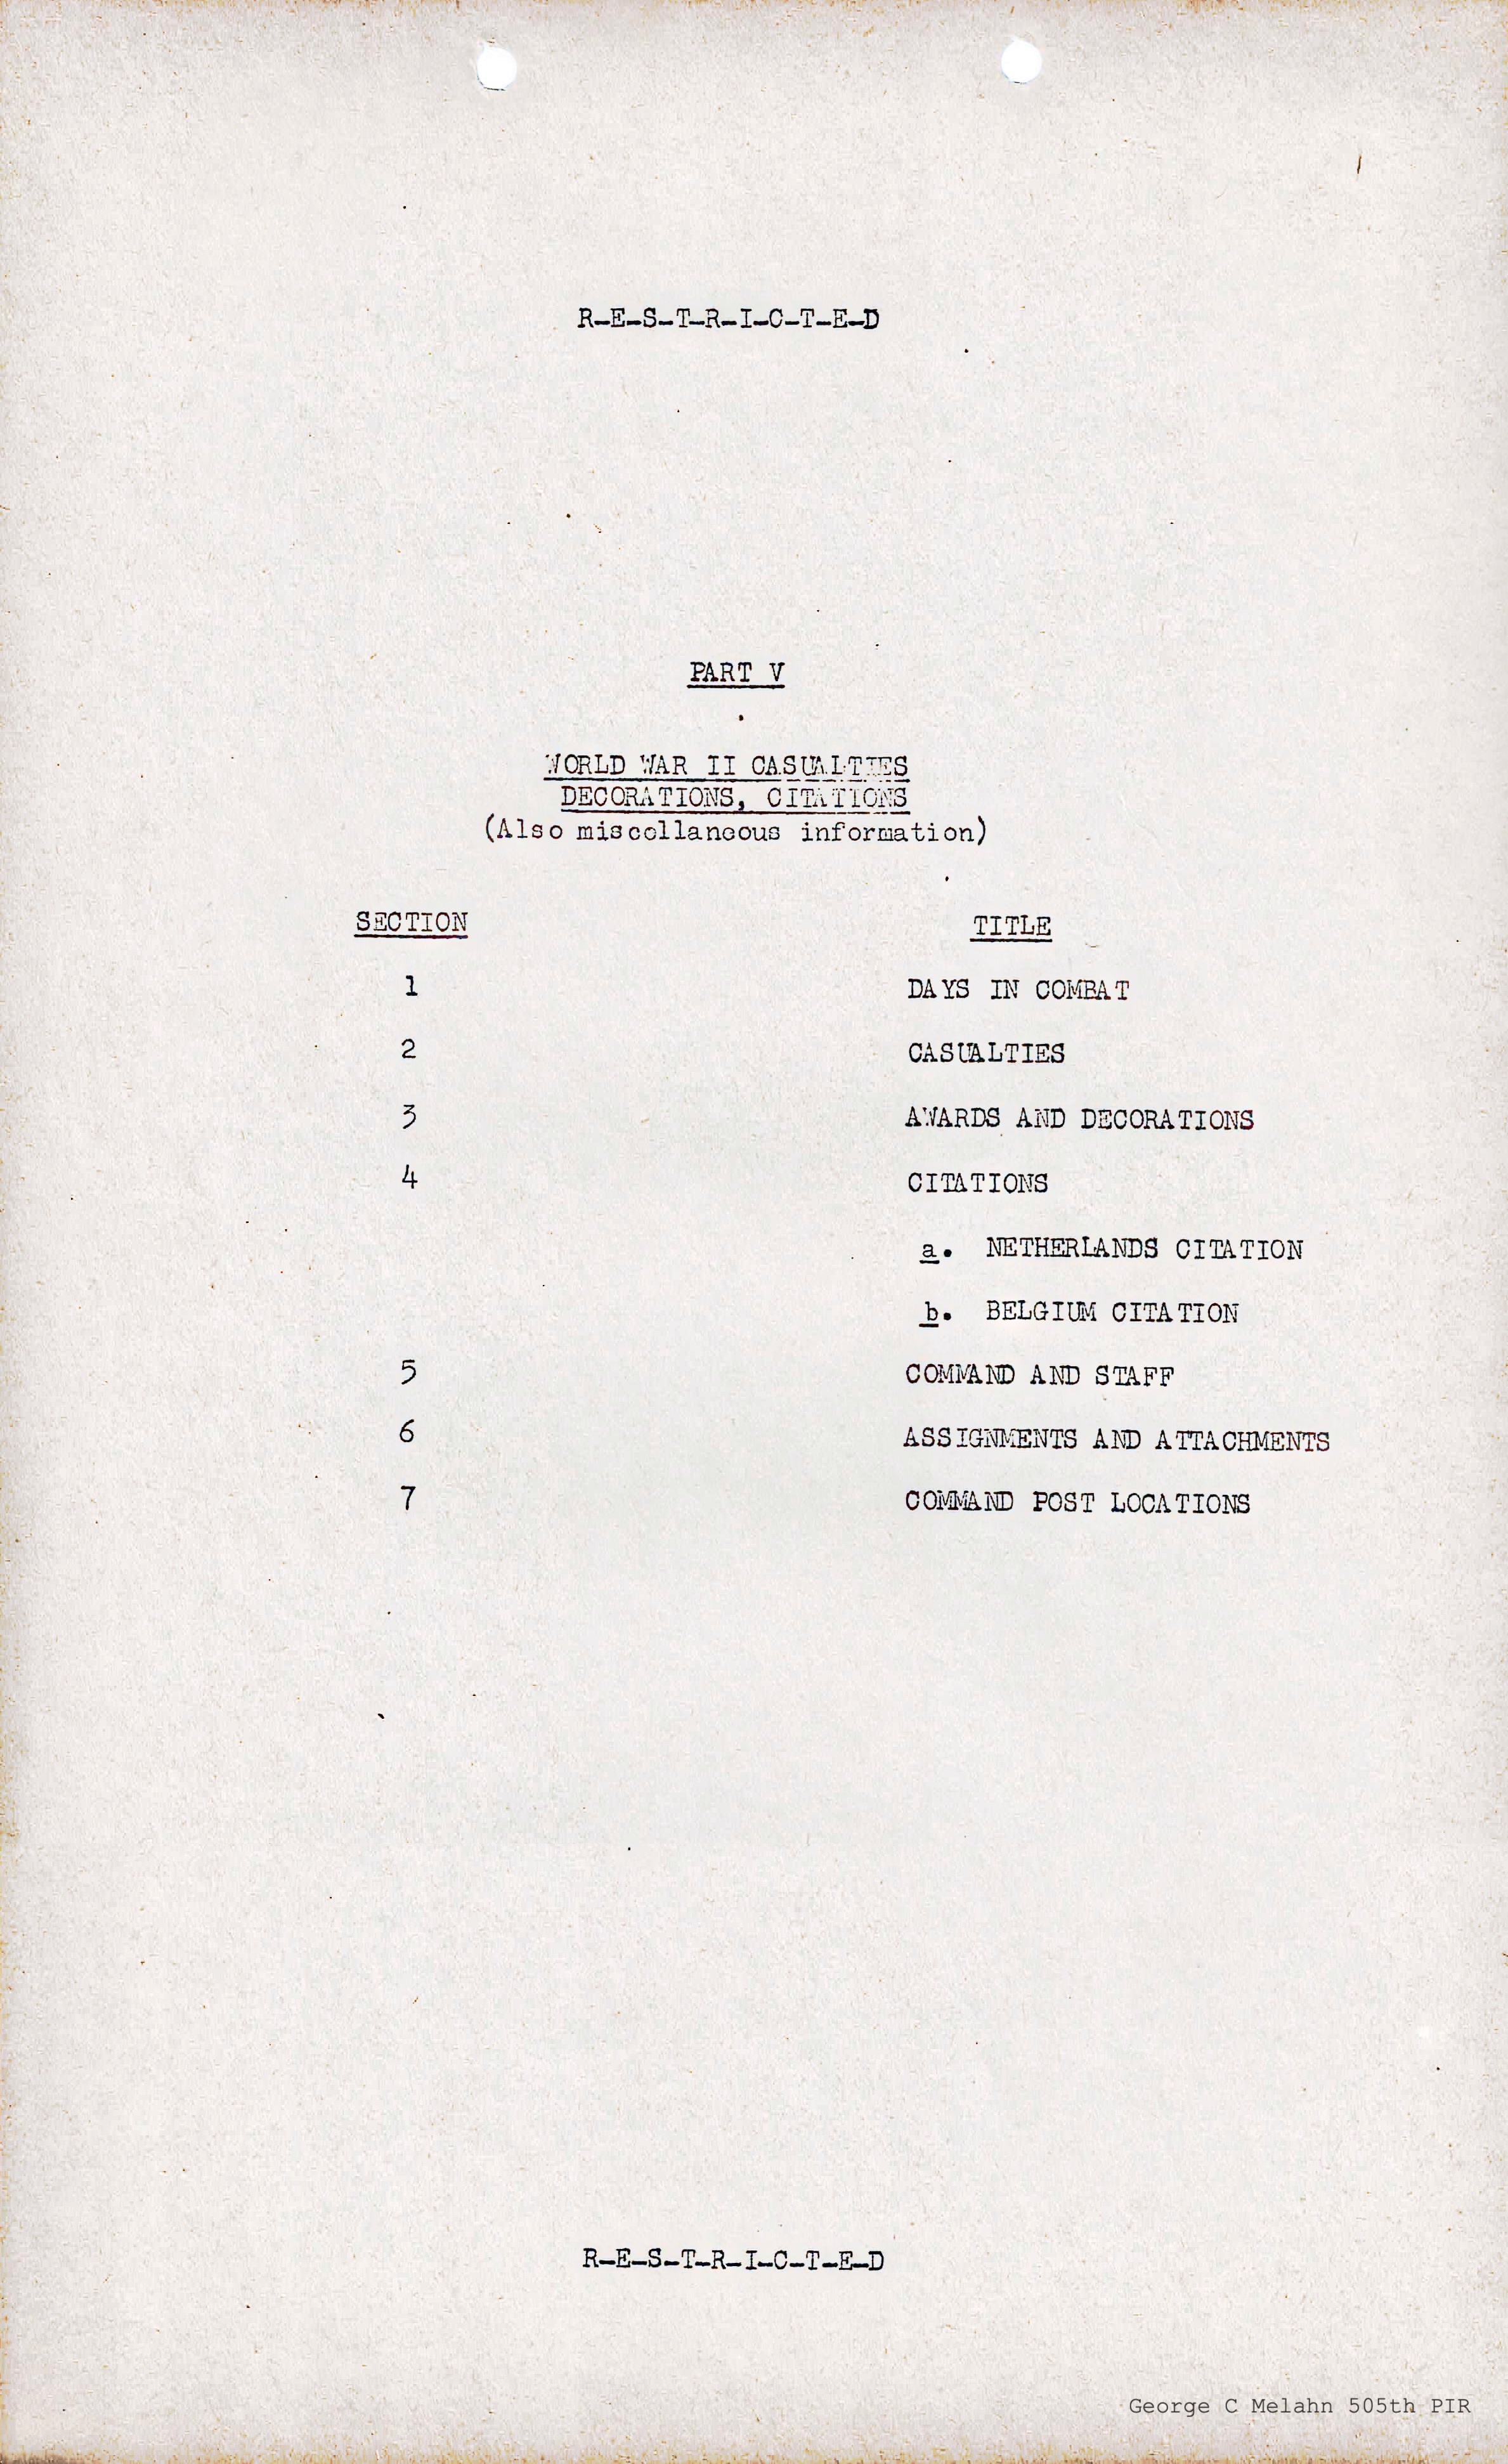 R-E-S-T-R-I-C-T-E-D
PART V
WORLD WAR II CASUALTIES
DECORATIONS, CITATIONS
(Also miscellaneous information)
SECTION TITLE
1 DAYS IN COMBAT
2 CASUALTIES
3 AWARDS AND DECORATIONS
4 CITATIONS
a. NETHERLANDS CITATION
b. BELGIUM CITATION
5 COMMAND AND STAFF
6 ASSIGNMENTS AND ATTACHMENTS
7 COMMAND POST LOCATIONS
R-E-S-T-R-I-C-T-E-D
George C Melahn 505th PIR